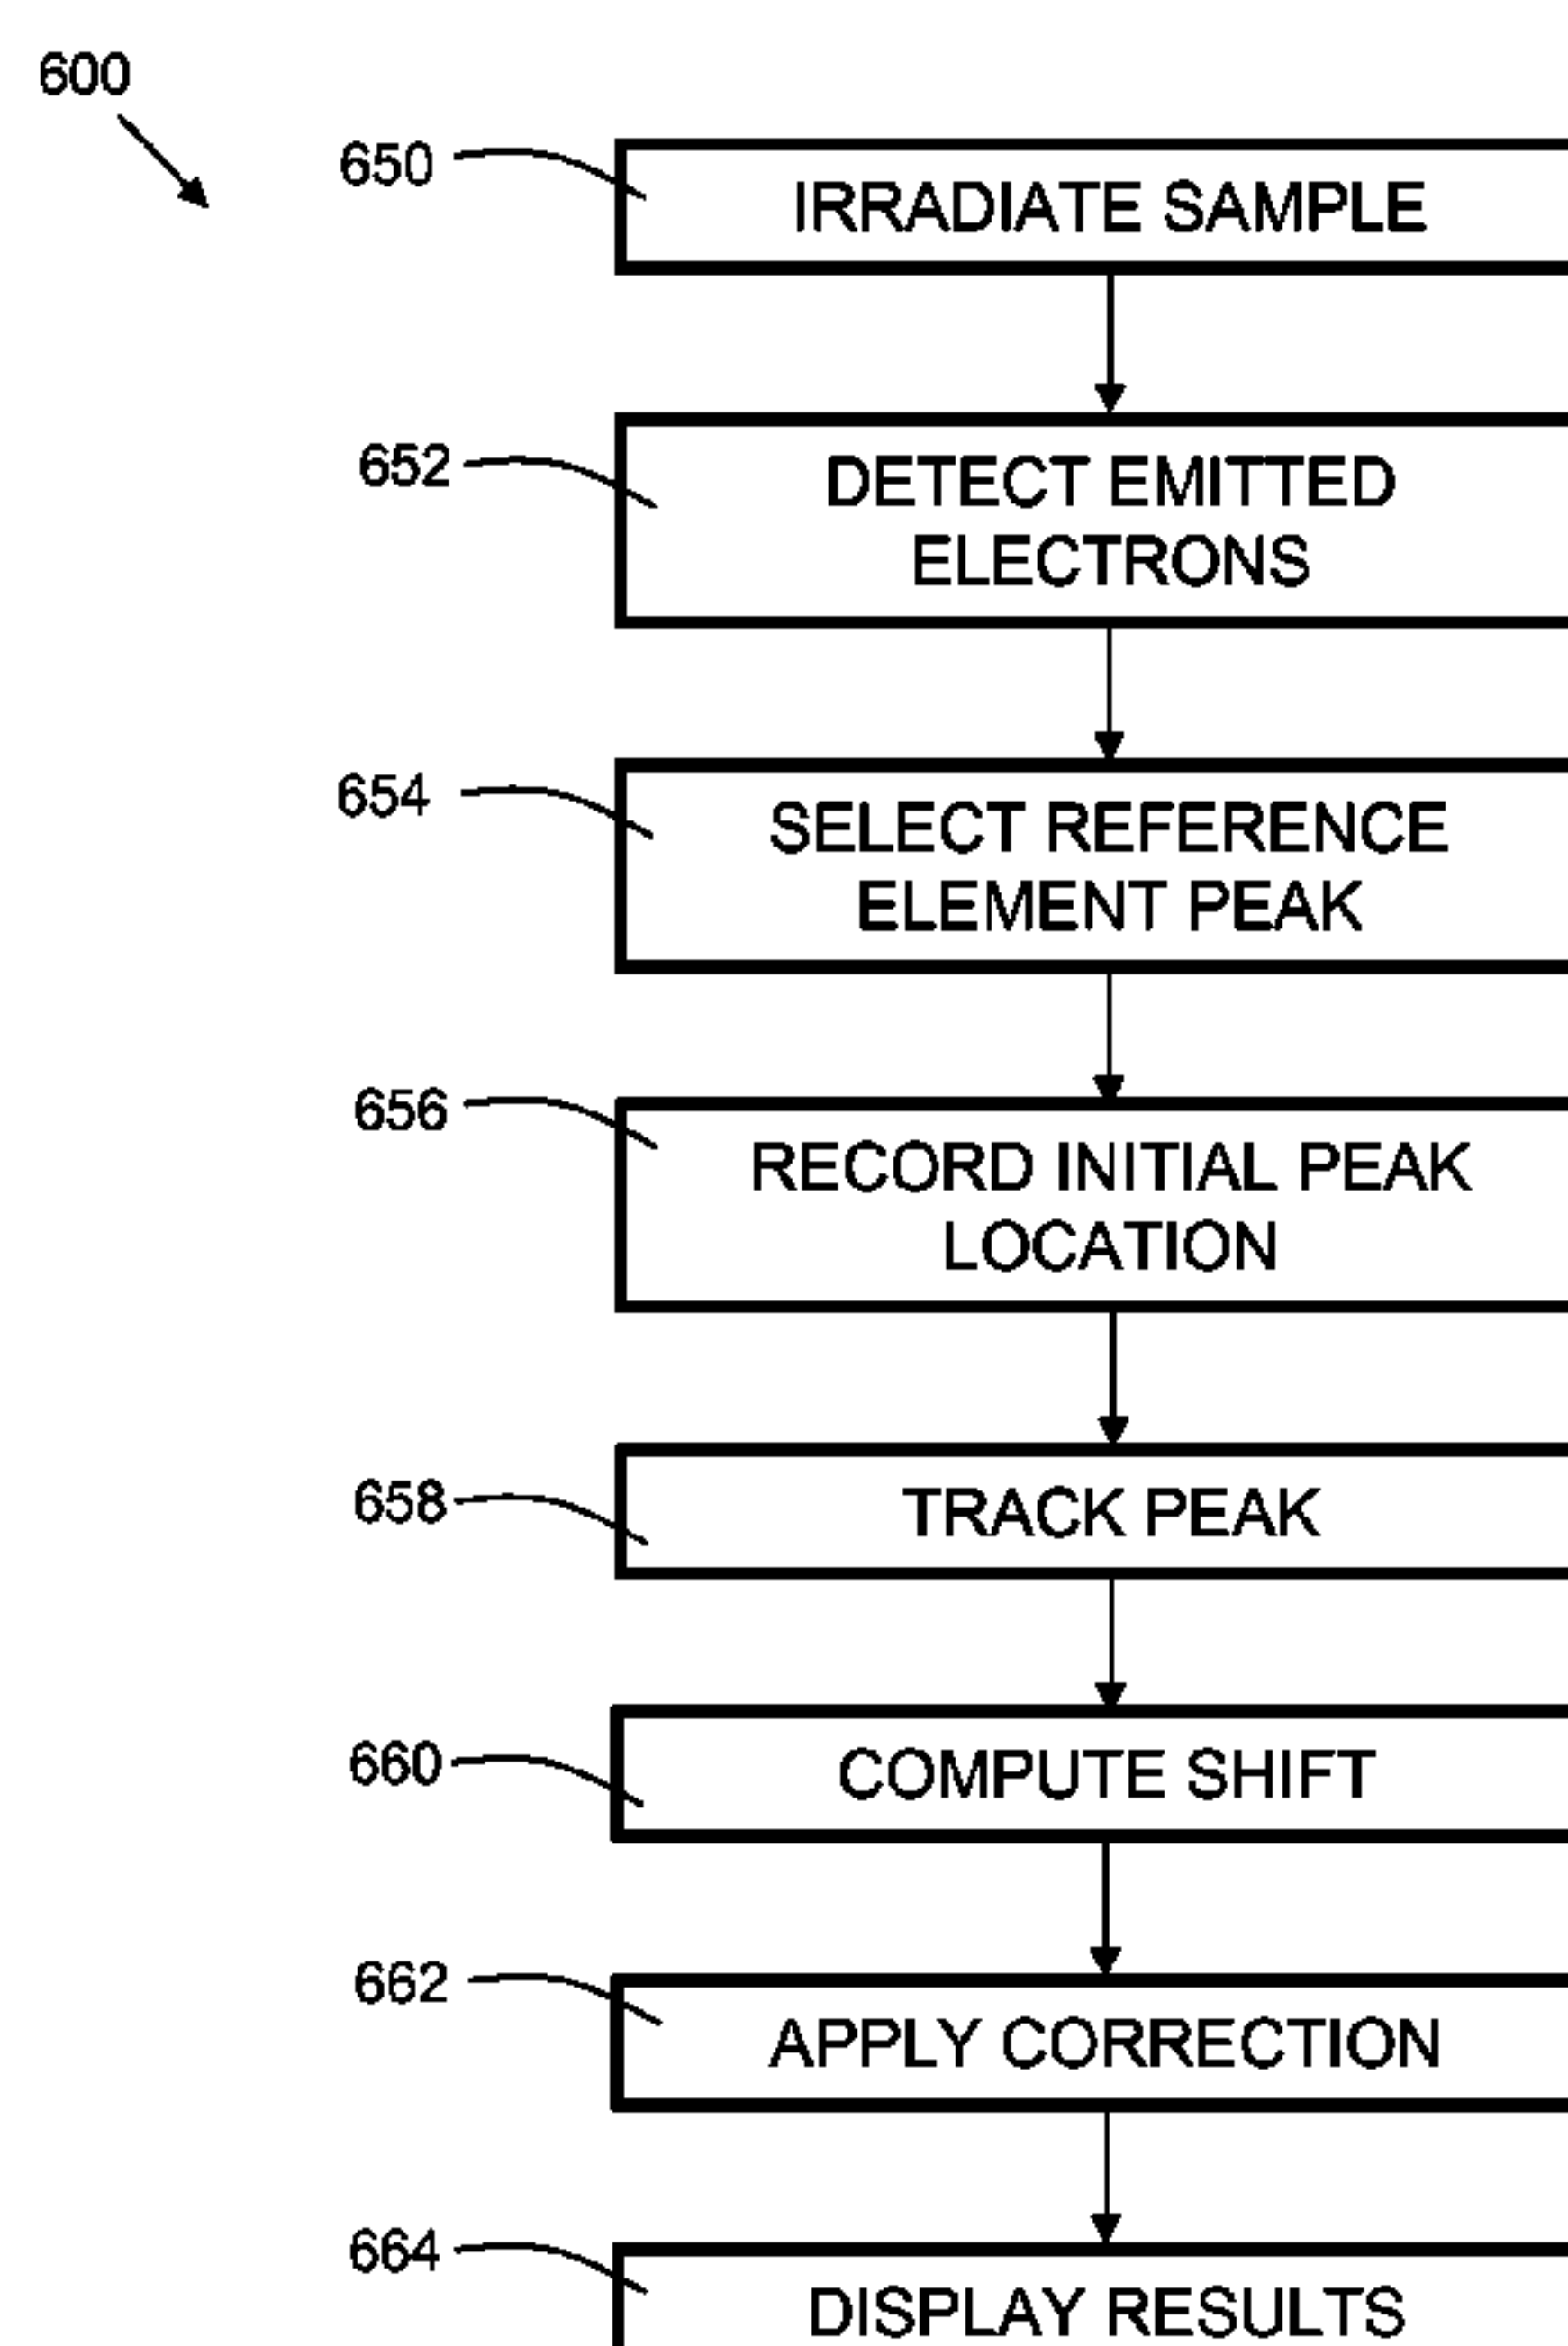 600
650
IRRADIATE SAMPLE
652
DETECT EMITTED
ELECTRONS
654
SELECT REFERENCE
ELEMENT PEAK
656
RECORD INITIAL PEAK
LOCATION
658
TRACK PEAK
660
COMPUTE SHIFT
662
APPLY CORRECTION
664
DISPLAY RESULTS